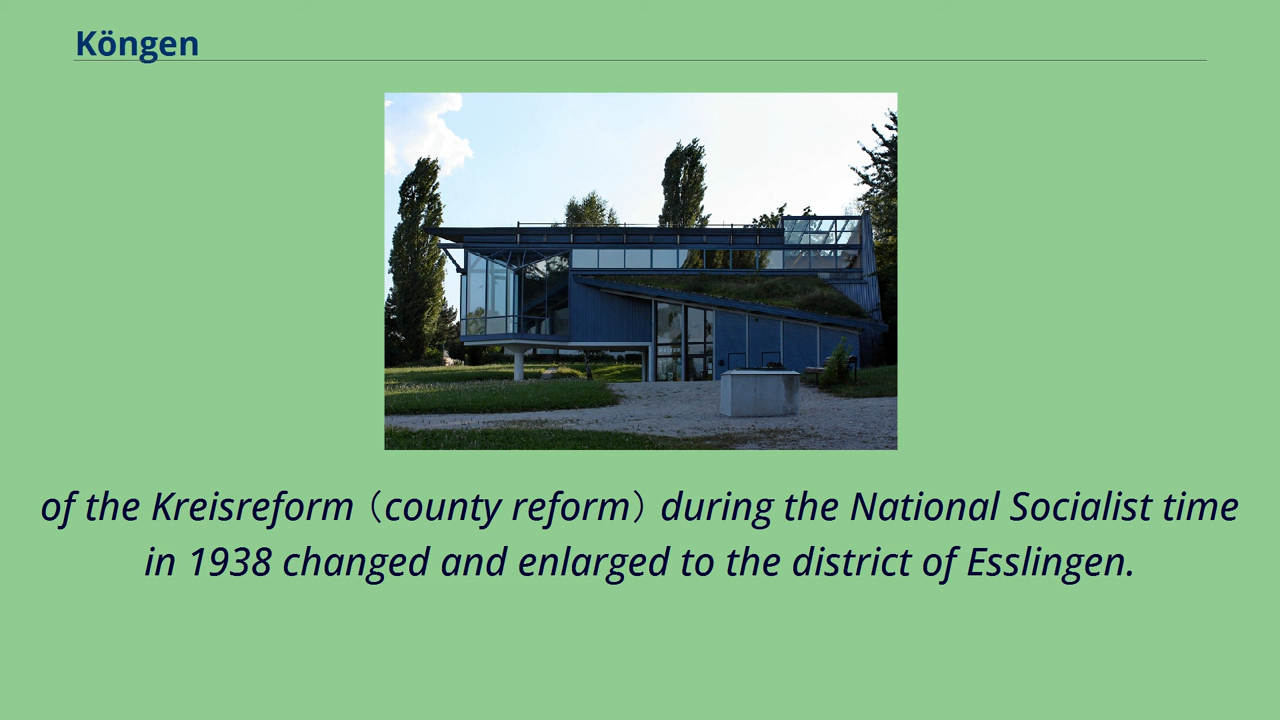 Köngen
of the Kreisreform（county reform）during the National Socialist time
in 1938 changed and enlarged to the district of Esslingen.